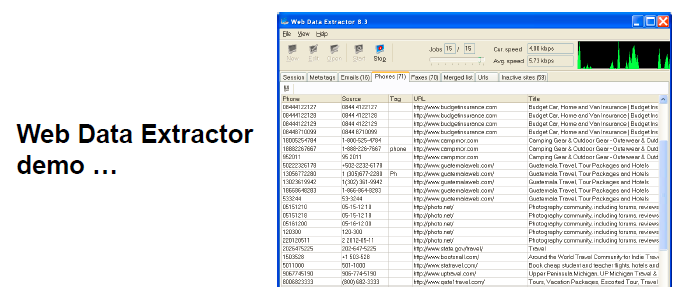 Web Data Extractor 8.3
File View Help
New Edit Open Start Stop
Jobs 15 / 15 Cur. speed 4,00 kbps
Avg. speed 5,73 kbps
Session Metatags Emails (16) Phones (71) Faxes (70) Merged list Urls Inactive sites (59)
Phone Source Tag URL Title
08444122127 0844 4122127 http://www.budgetinsurance.com Budget Car, Home and Van Insurance | Budget Ins
08444122128 0844 4122128 http://www.budgetinsurance.com Budget Car, Home and Van Insurance | Budget Ins
08444122129 0844 4122129 http://www.budgetinsurance.com Budget Car, Home and Van Insurance | Budget Ins
08448710099 0844 8710099 http://www.budgetinsurance.com Budget Car, Home and Van Insurance | Budget Ins
18005254784 1-800-525-4784 http://www.campmor.com Camping Gear & Outdoor Gear - Outerwear & Outd
18882267667 1-888-226-7667 phone http://www.campmor.com Camping Gear & Outdoor Gear - Outerwear & Outd
952011 95 2011 http://www.campmor.com Camping Gear & Outdoor Gear - Outerwear & Outd
50222326178 +502-2232-6178 http://www.guatemalaweb.com/ Guatemala Travel, Tour Packages and Hotels
13056772280 1 (305)677-2280 Ph http://www.guatemalaweb.com/ Guatemala Travel, Tour Packages and Hotels
13023619942 1 (302) 361-9942 http://www.guatemalaweb.com/ Guatemala Travel, Tour Packages and Hotels
18668648283 1-866-864-8283 http://www.guatemalaweb.com/ Guatemala Travel, Tour Packages and Hotels
533244 53-3244 http://www.guatemalaweb.com/ Guatemala Travel, Tour Packages and Hotels
05151210 05-15-12 10 http://photo.net/ Photography community, including forums, reviews
05151218 05-15-12 18 http://photo.net/ Photography community, including forums, reviews
05161200 05-16-12 00 http://photo.net/ Photography community, including forums, reviews
120300 120-300 http://photo.net/ Photography community, including forums, reviews
220120511 2 2012-05-11 http://photo.net/ Photography community, including forums, reviews
2026475225 202-647-5225 http://www.state.gov/travel/ Travel
1503528 +1 503-528 http://www.bootsnall.com/ Around the World Travel Community for Indie Trave
5011000 501-1000 http://www.statravel.com/ Book cheap student and teacher flights, hotels and
9067745190 906-774-5190 http://www.uptravel.com/ Upper Peninsula Michigan, UP Michigan Travel &
8006823333 (800) 682-3333 Tours, Vacation Packages, Escorted Tour, Travel
Web Data Extractor
demo …